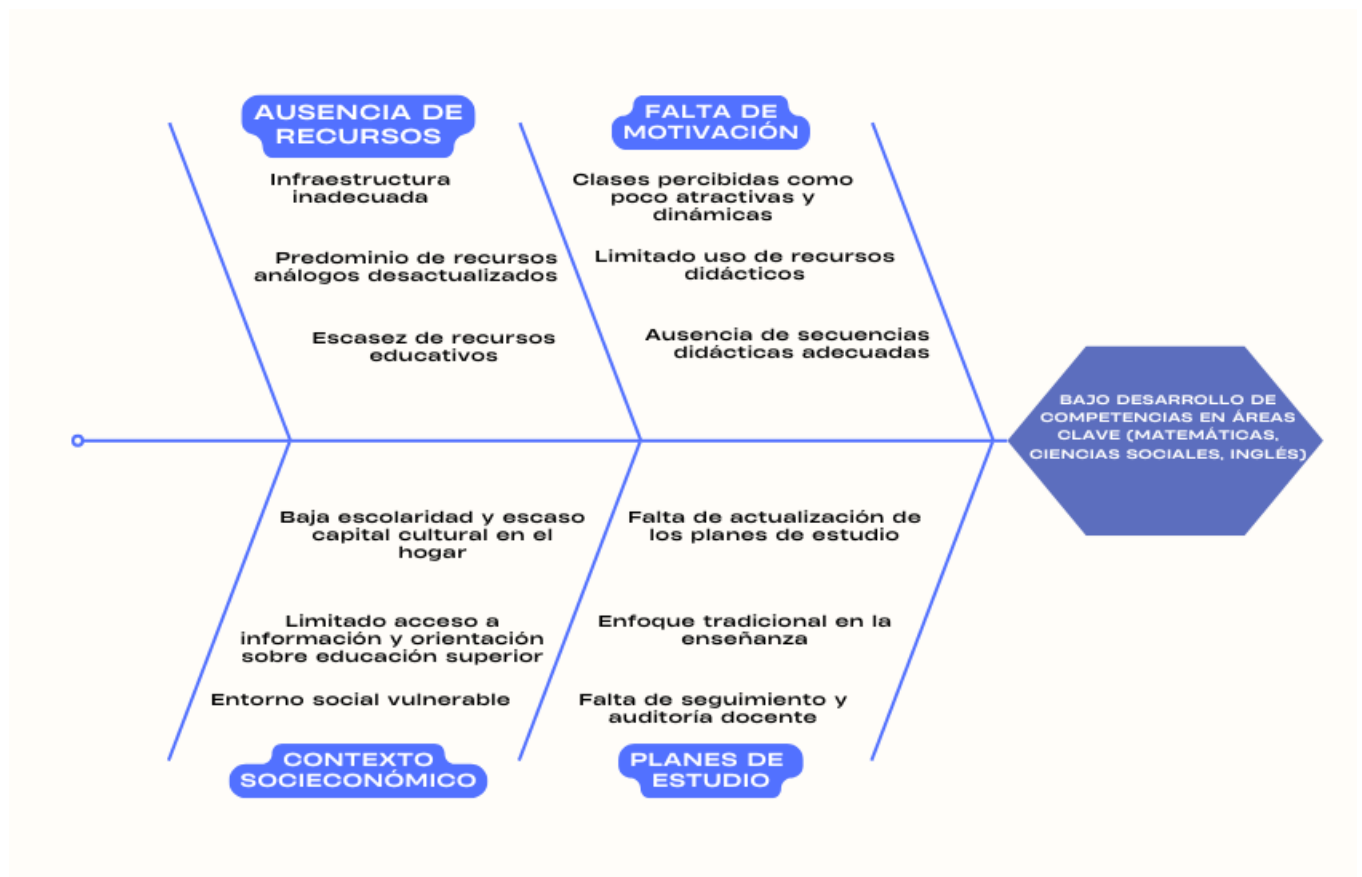 AUSENCIA DE
RECURSOS
Infraestructura
inadecuada
Predominio de recursos
análogos desactualizados
Escasez de recursos
educativos
FALTA DE
MOTIVACIÓN
Clases percibidas como
poco atractivas y
dinámicas
Limitado uso de recursos
didácticos
Ausencia de secuencias
didácticas adecuadas
BAJO DESARROLLO DE
COMPETENCIAS EN ÁREAS
CLAVE (MATEMÁTICAS,
CIENCIAS SOCIALES, INGLÉS)
Baja escolaridad y escaso
capital cultural en el
hogar
Limitado acceso a
información y orientación
sobre educación superior
Entorno social vulnerable
CONTEXTO
SOCIECONÓMICO
Falta de actualización de
los planes de estudio
Enfoque tradicional en la
enseñanza
Falta de seguimiento y
auditoría docente
PLANES DE
ESTUDIO